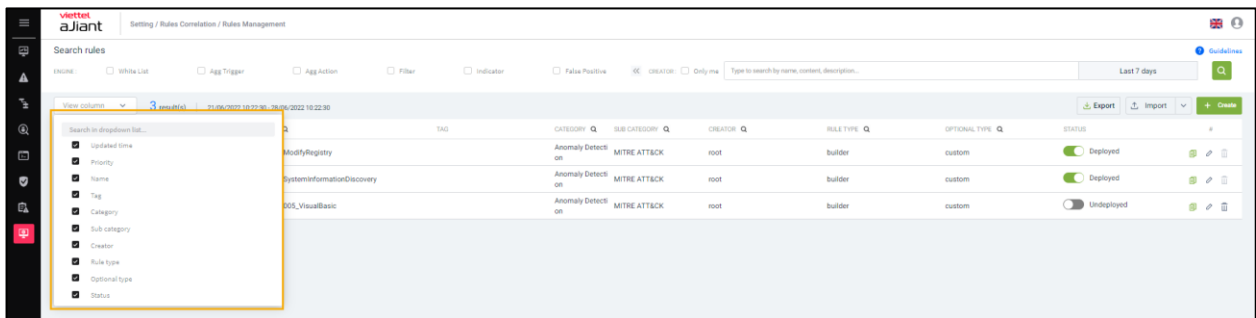 viettel
aJiant
Setting / Rules Correlation / Rules Management
Search rules
Guidelines
ENGINE : White List Agg Trigger Agg Action Filter Indicator False Positive CREATOR: Only me Type to search by name, content, description... Last 7 days
View column 3 result(s) 21/06/2022 10:22:30 - 28/06/2022 10:22:30 Export Import + Create
Search in dropdown list...
TAG CATEGORY SUB CATEGORY CREATOR RULE TYPE OPTIONAL TYPE STATUS #
Updated time
Priority
Name
Tag
Category
Sub category
Creator
Rule type
Optional type
Status
ModifyRegistry Anomaly Detecti MITRE ATT&CK root builder custom Deployed
on
SystemInformationDiscovery Anomaly Detecti MITRE ATT&CK root builder custom Deployed
on
005_VisualBasic Anomaly Detecti MITRE ATT&CK root builder custom Undeployed
on